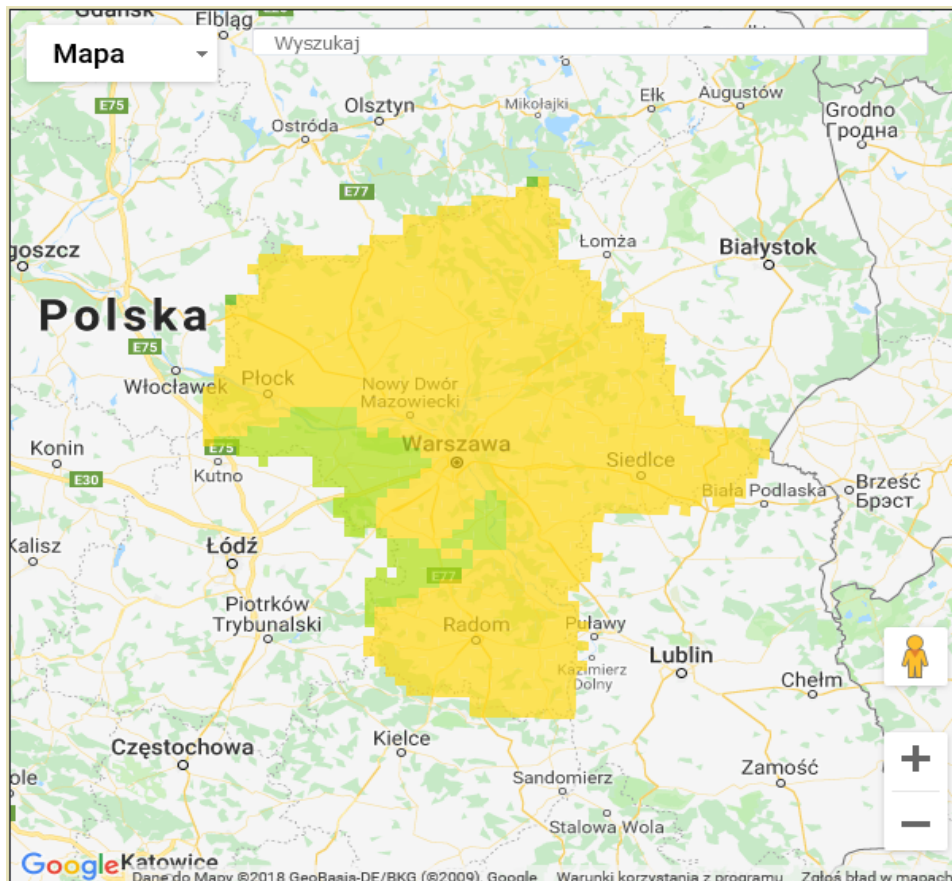 Gdańsk
Elbląg
Mapa
Wyszukaj
E75
Olsztyn
Ostróda
Mikołajki
Ełk
Augustów
Grodno
Гродна
E77
goszcz
Łomża
Białystok
Polska
E75
Włocławek
Płock
Nowy Dwór
Mazowiecki
Warszawa
E75
Konin
Kutno
E30
Siedlce
Biała Podlaska
Brześć
Брэст
Kalisz
Łódź
E77
Piotrków
Trybunalski
Radom
Puławy
Kazimierz
Dolny
Lublin
Chełm
Częstochowa
Kielce
ole
Sandomierz
Zamość
Stalowa Wola
Google
Katowice
Dane do Mapy ©2018 GeoBasis-DE/BKG (©2009), Google
Warunki korzystania z programu
Zgłoś błąd w mapach